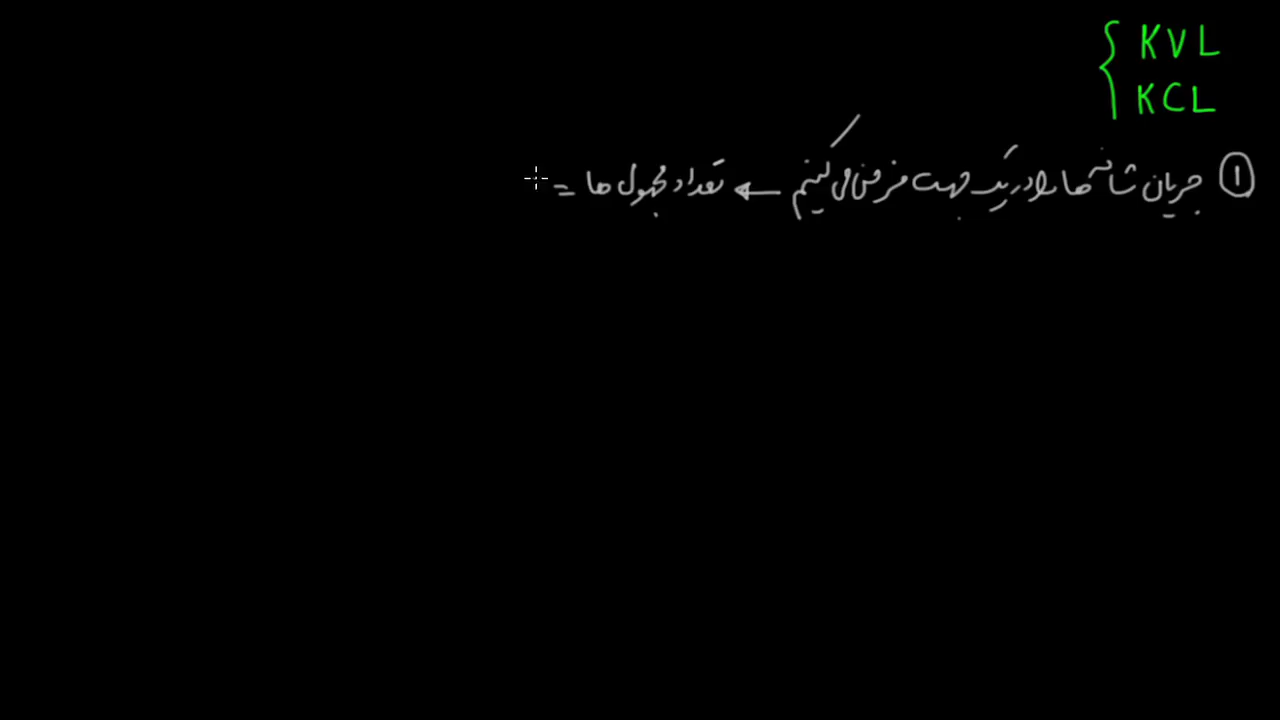 KVL
KCL
① جریان شاخه ها را در یک جهت فرض می کنیم ← تعداد مجهول ها =